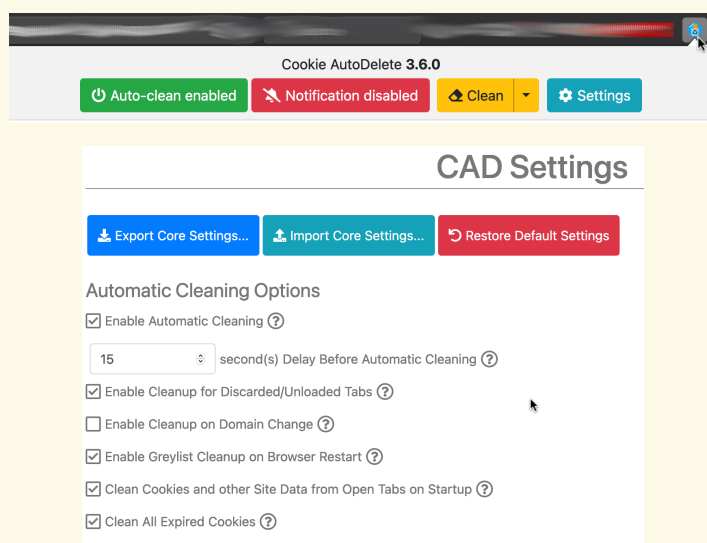 Cookie AutoDelete 3.6.0
Auto-clean enabled Notification disabled Clean Settings
CAD Settings
Export Core Settings... Import Core Settings... Restore Default Settings
Automatic Cleaning Options
Enable Automatic Cleaning ?
15 second(s) Delay Before Automatic Cleaning ?
Enable Cleanup for Discarded/Unloaded Tabs ?
Enable Cleanup on Domain Change ?
Enable Greylist Cleanup on Browser Restart ?
Clean Cookies and other Site Data from Open Tabs on Startup ?
Clean All Expired Cookies ?